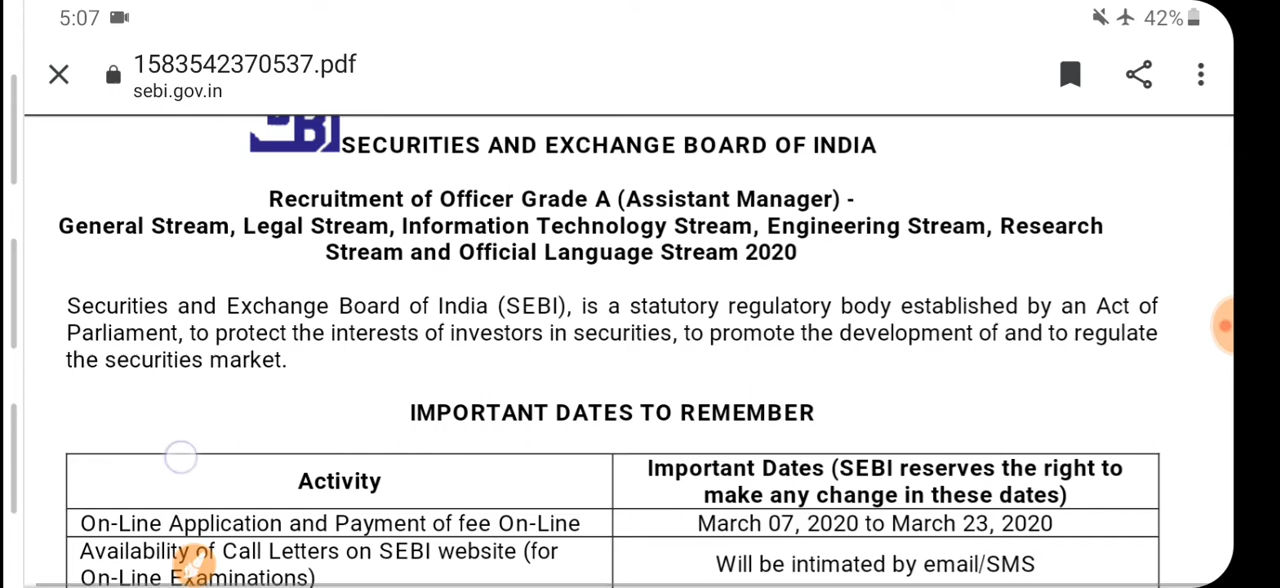 5:07
42%
1583542370537.pdf
sebi.gov.in
SEBI
SECURITIES AND EXCHANGE BOARD OF INDIA
Recruitment of Officer Grade A (Assistant Manager) -
General Stream, Legal Stream, Information Technology Stream, Engineering Stream, Research
Stream and Official Language Stream 2020
Securities and Exchange Board of India (SEBI), is a statutory regulatory body established by an Act of
Parliament, to protect the interests of investors in securities, to promote the development of and to regulate
the securities market.
IMPORTANT DATES TO REMEMBER
Activity
Important Dates (SEBI reserves the right to
make any change in these dates)
On-Line Application and Payment of fee On-Line
March 07, 2020 to March 23, 2020
Availability of Call Letters on SEBI website (for
On-Line Examinations)
Will be intimated by email/SMS